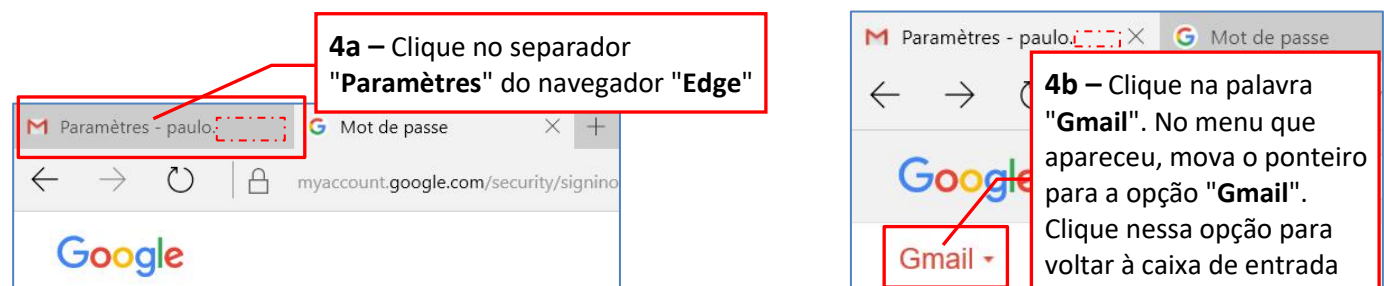 4a – Clique no separador
"Paramètres" do navegador "Edge"
Paramètres - paulo.
Mot de passe
myaccount.google.com/security/signino
Google
Paramètres - paulo.
Mot de passe
4b – Clique na palavra
"Gmail". No menu que
apareceu, mova o ponteiro
para a opção "Gmail".
Clique nessa opção para
voltar à caixa de entrada
Google
Gmail